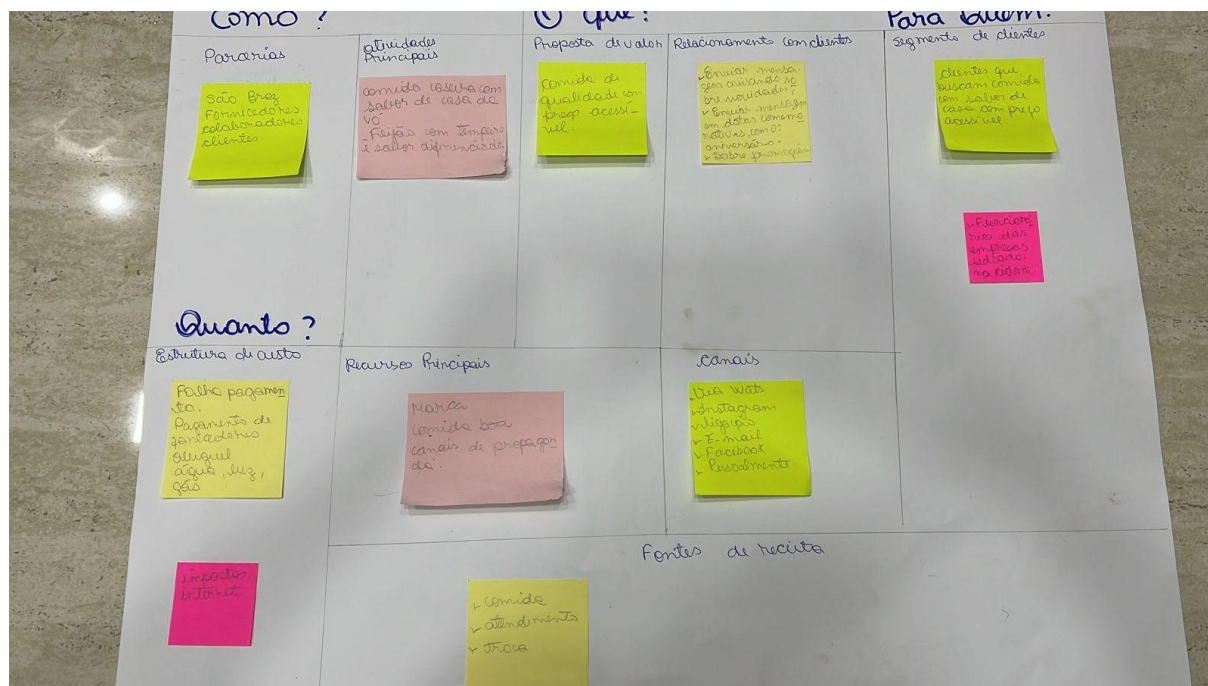 Como?
Parcerias
São Braz
Fornecedores
colaboradores
clientes
atividades
Principais
comida caseira com
sabor de casa da
vó
Feijão com Tempero
e sabor diferenciado
O que?
Proposta de valor
comida de
qualidade com
preço acessí-
vel.
Relacionamento com clientes
Enviar mensa
gem avisando so
bre novidades;
Enviar mensagem
em datas comemo
rativas, como:
aniversário.
Sobre promoções
Para Quem?
Segmento de clientes
clientes que
buscam comida
com sabor de
casa com preço
acessível
Funcioná
rios das
empresas
na cidade
Quanto?
Estrutura de custo
Folha pagamen
to.
Pagamento de
aluguel
água, luz,
gás
impostos
internet
Recursos Principais
Marca
comida boa
canais de propagan
da.
canais
Via Wats
Instagram
ligação
E-mail
Facebook
Pessoalmente
Fontes de receita
comida
atendimento
troca